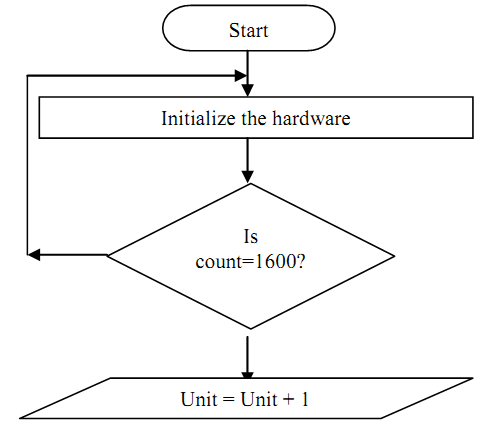 Start
Initialize the hardware
Is
count=1600?
Unit = Unit + 1